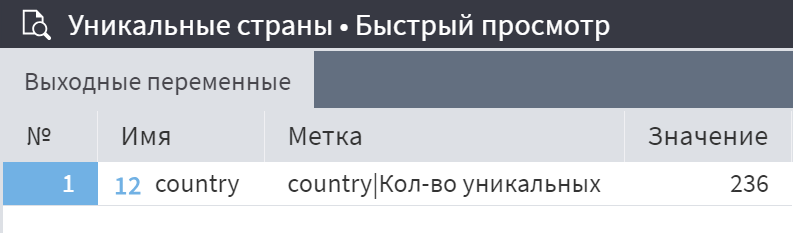 Уникальные страны • Быстрый просмотр
Выходные переменные
№ Имя Метка Значение
1 12 country country|Кол-во уникальных 236